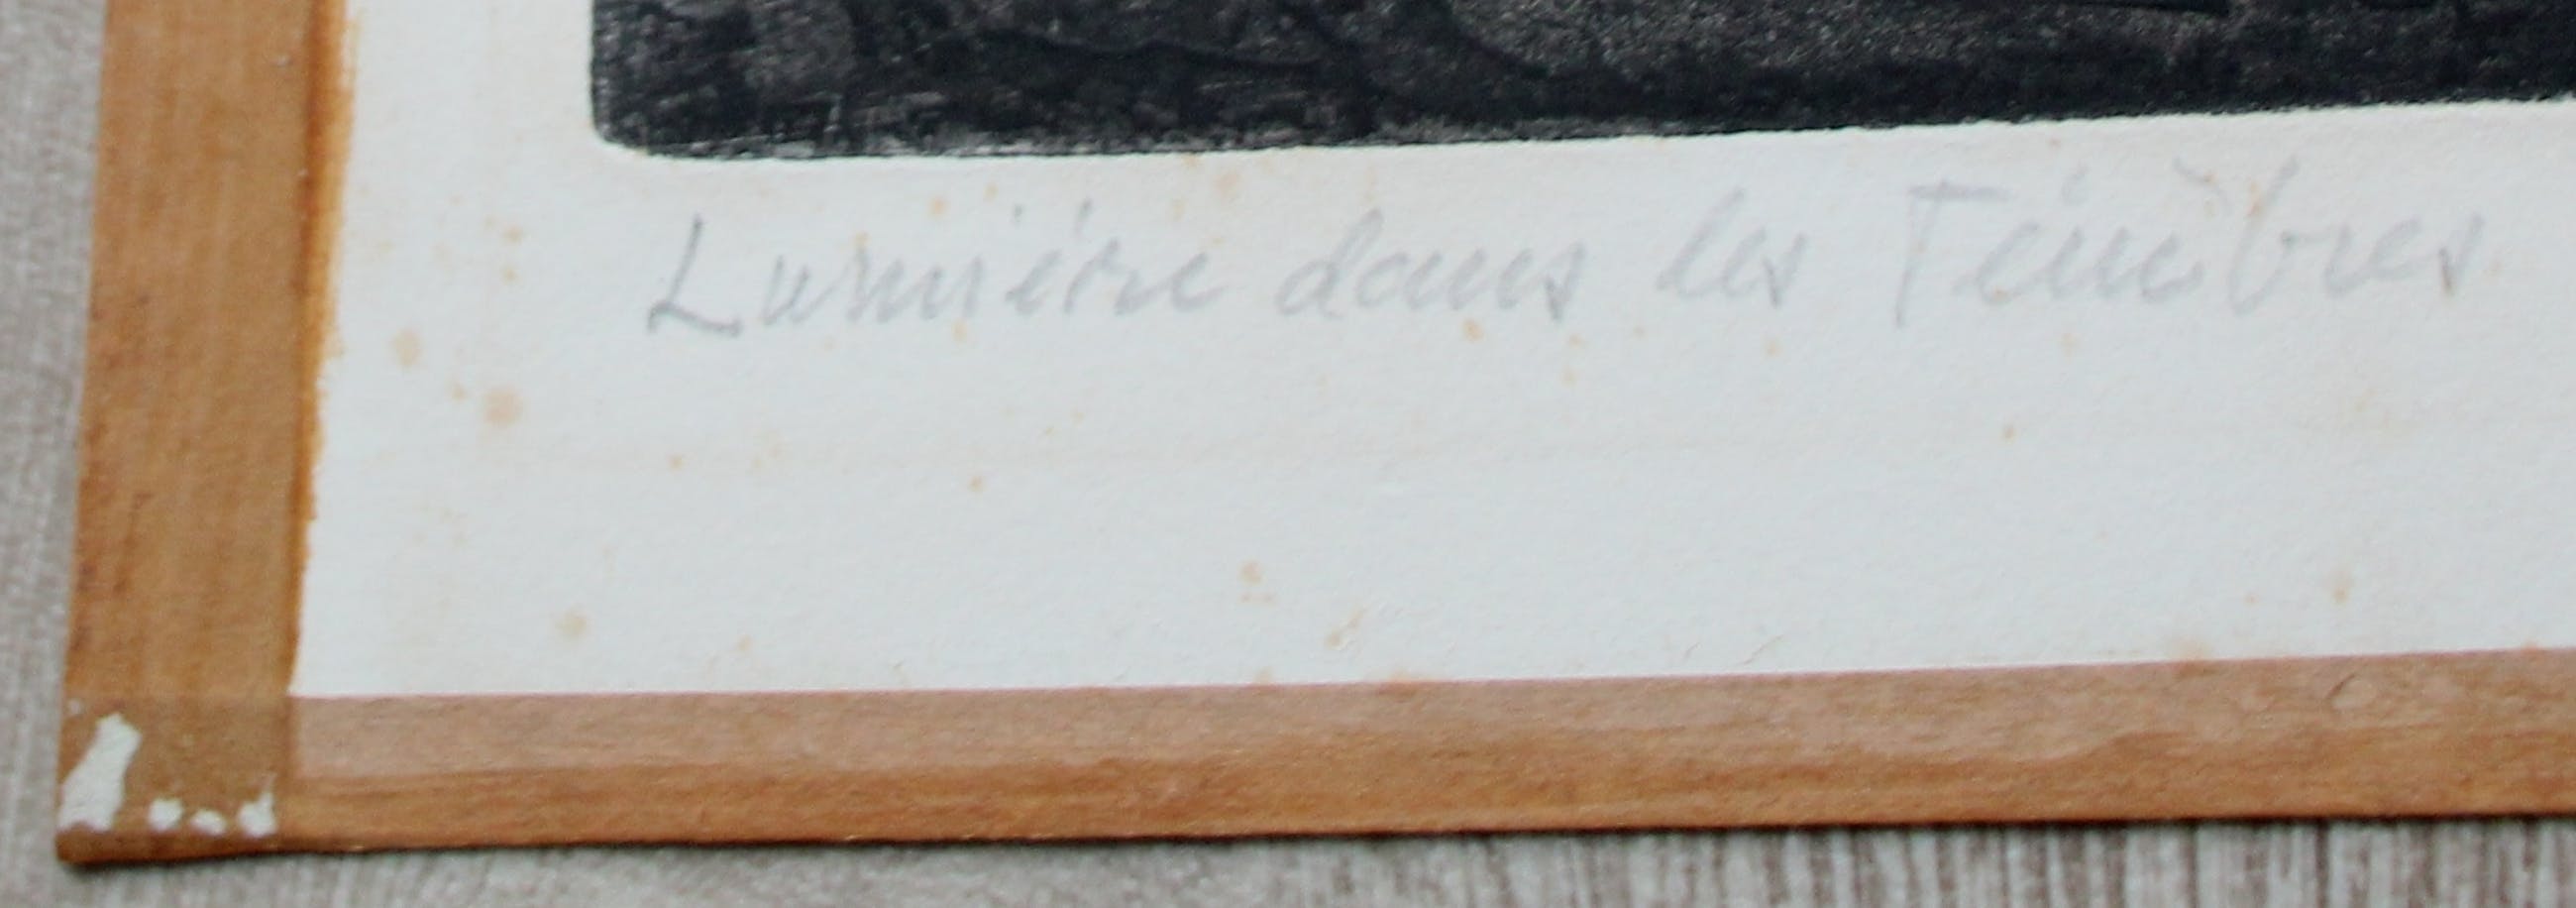 Lumière dans les Ténèbres